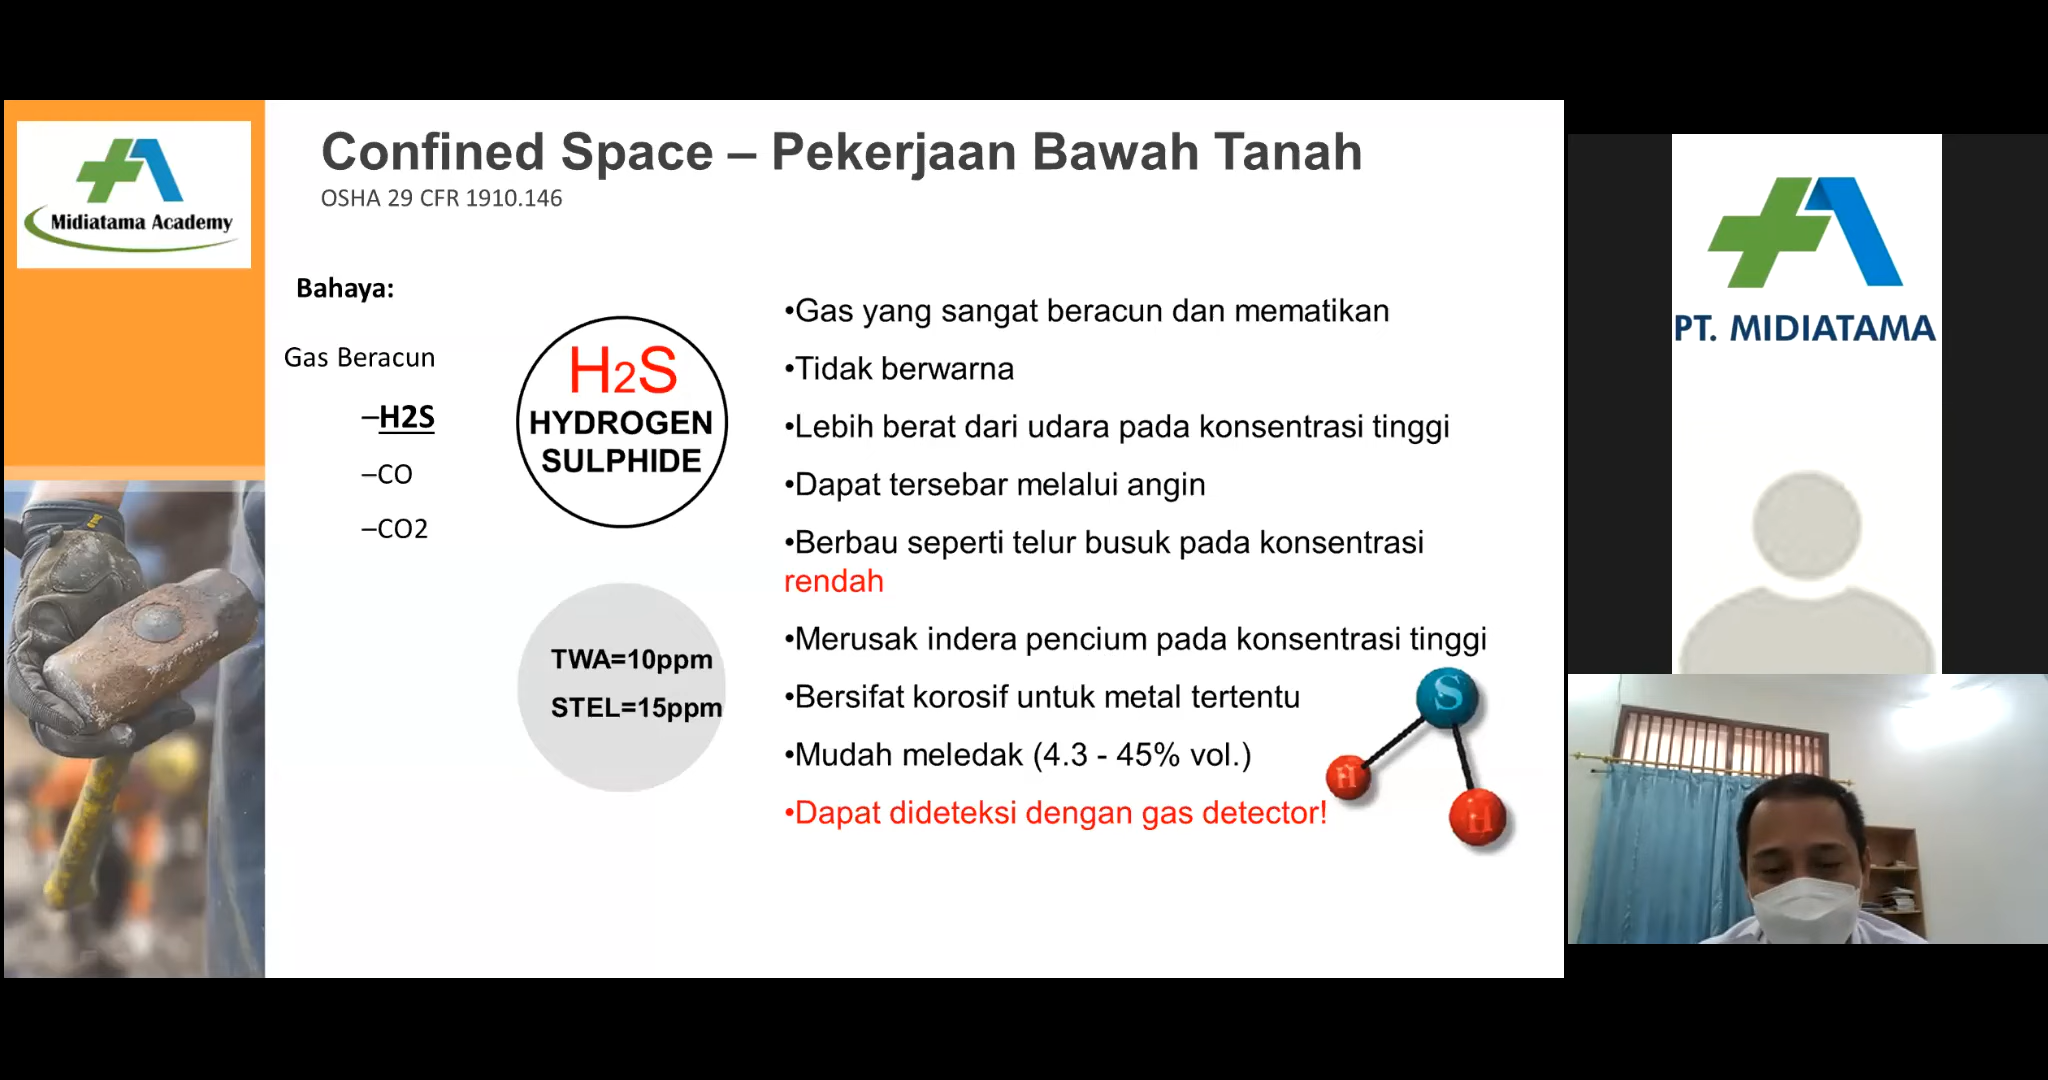 Midiatama Academy
Confined Space – Pekerjaan Bawah Tanah
OSHA 29 CFR 1910.146
Bahaya:
Gas Beracun
–H2S
–CO
–CO2
H2S
HYDROGEN
SULPHIDE
TWA=10ppm
STEL=15ppm
•Gas yang sangat beracun dan mematikan
•Tidak berwarna
•Lebih berat dari udara pada konsentrasi tinggi
•Dapat tersebar melalui angin
•Berbau seperti telur busuk pada konsentrasi
rendah
•Merusak indera pencium pada konsentrasi tinggi
•Bersifat korosif untuk metal tertentu
•Mudah meledak (4.3 - 45% vol.)
•Dapat dideteksi dengan gas detector!
S
H
H
PT. MIDIATAMA